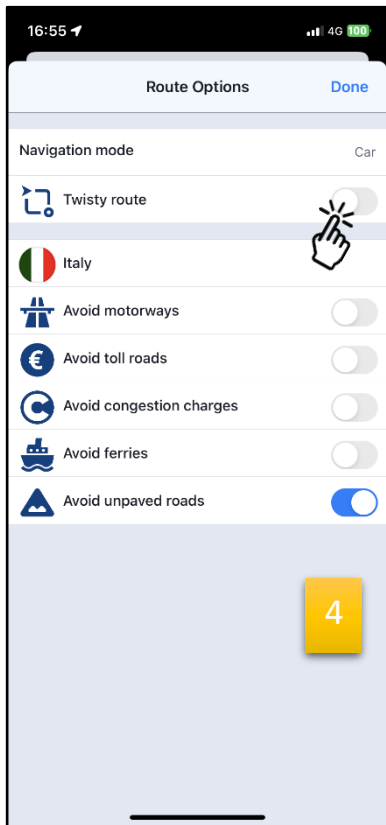 16:55 4G 100
Route Options Done
Navigation mode Car
Twisty route
Italy
Avoid motorways
€ Avoid toll roads
Avoid congestion charges
Avoid ferries
Avoid unpaved roads
4